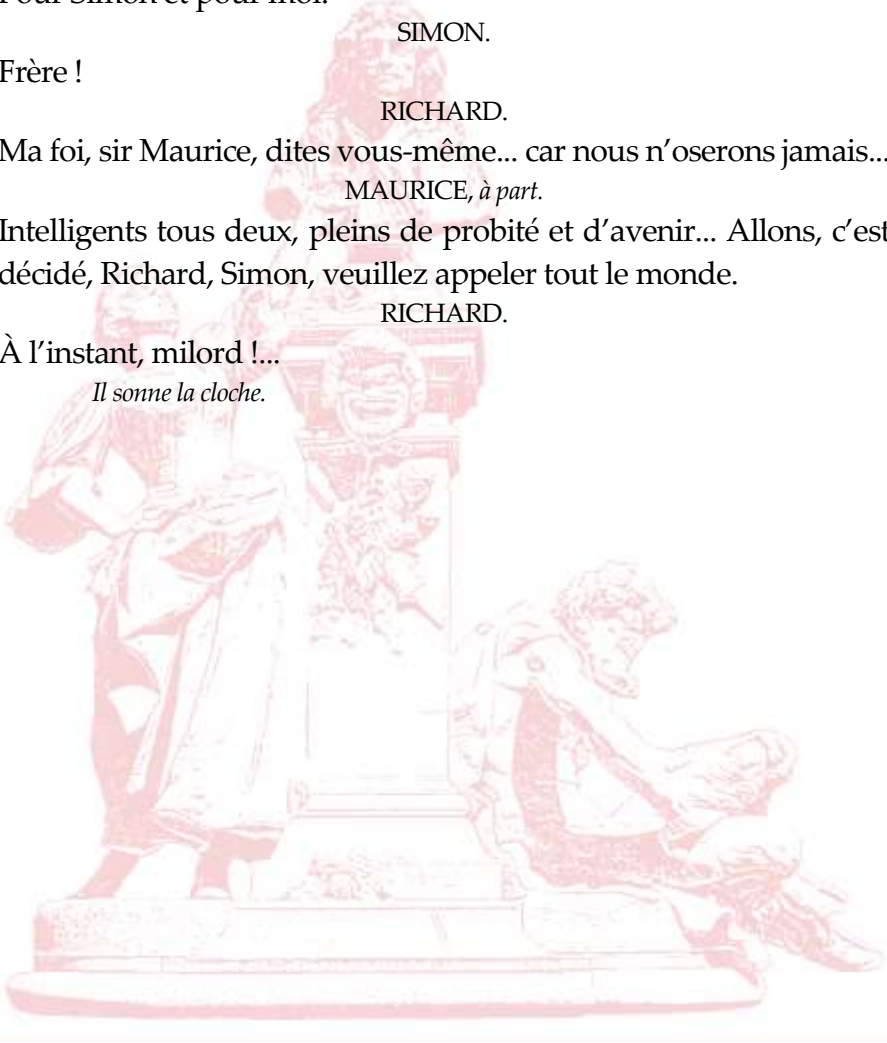 Pour Simon et pour moi.
SIMON.
Frère !
RICHARD.
Ma foi, sir Maurice, dites vous-même... car nous n’oserons jamais...
MAURICE, à part.
Intelligents tous deux, pleins de probité et d’avenir... Allons, c’est
décidé, Richard, Simon, veuillez appeler tout le monde.
RICHARD.
À l’instant, milord !...
Il sonne la cloche.